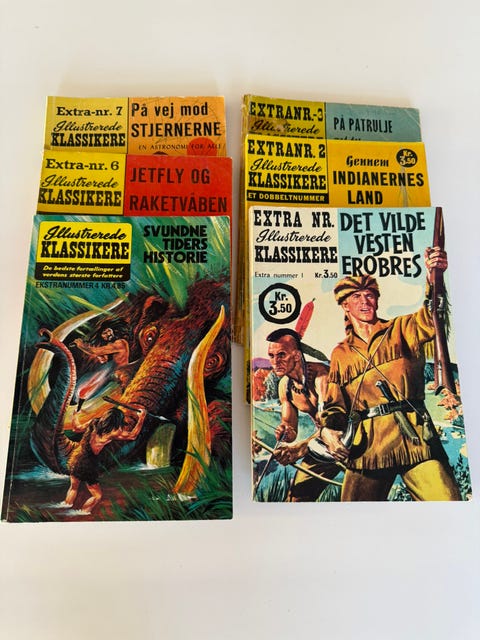 Extra-nr. 7
Illustrerede
KLASSIKERE
På vej mod
STJERNERNE
EN ASTRONOMI FOR ALLE
Extra-nr. 6
Illustrerede
KLASSIKERE
JETFLY OG
RAKETVÅBEN
Illustrerede
KLASSIKERE
De bedste fortællinger af
verdens største forfattere
EKSTRANUMMER 4 KR. 4.85
SVUNDNE
TIDERS
HISTORIE
EXTRANR.-3
Illustrerede
PÅ PATRULJE
EXTRANR. 2
Illustrerede
KLASSIKERE
ET DOBBELTNUMMER
Gennem
INDIANERNES
LAND
Kr.
3.50
EXTRA NR.
Illustrerede
KLASSIKERE
Extra nummer 1 Kr. 3.50
Kr.
3.50
DET VILDE
VESTEN
EROBRES